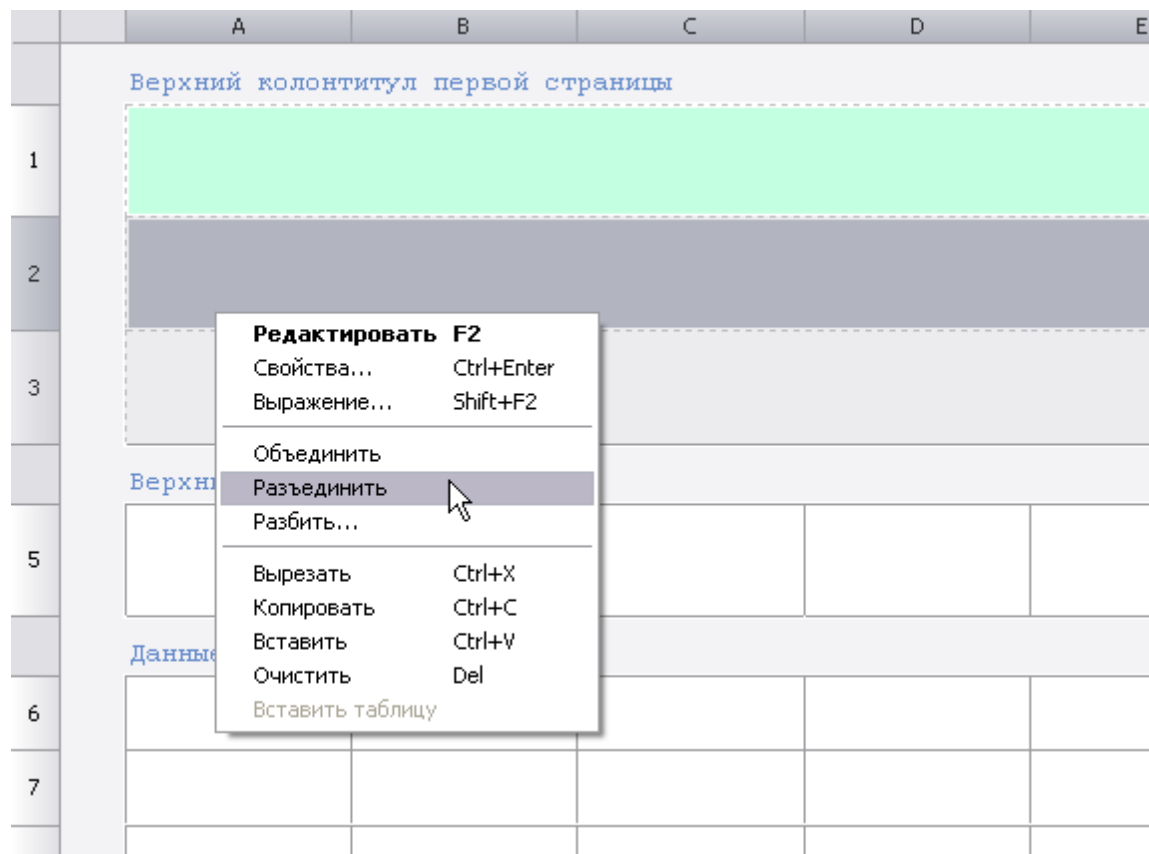 A B C D E
Верхний колонтитул первой страницы
1
2
Редактировать F2
Свойства... Ctrl+Enter
3
Выражение... Shift+F2
Объединить
Верхн
Разъединить
Разбить...
5
Вырезать Ctrl+X
Копировать Ctrl+C
Вставить Ctrl+V
Данные
Очистить Del
6
Вставить таблицу
7